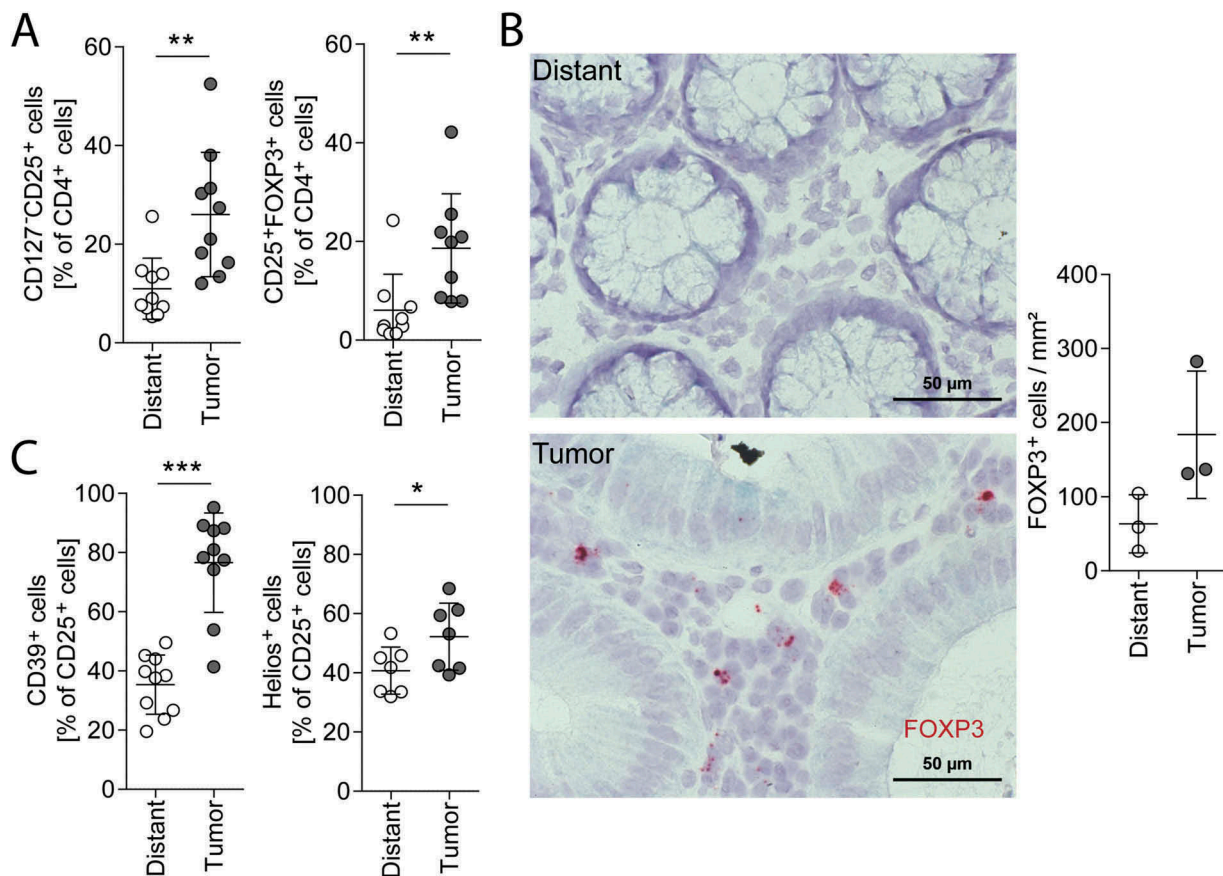 A
**
60
40
20
0
CD127⁻CD25⁺ cells
[% of CD4⁺ cells]
Distant
Tumor
**
60
40
20
0
CD25⁺FOXP3⁺ cells
[% of CD4⁺ cells]
Distant
Tumor
B
Distant
50 µm
Tumor
FOXP3
50 µm
400
300
200
100
0
FOXP3⁺ cells / mm²
Distant
Tumor
C
***
100
80
60
40
20
0
CD39⁺ cells
[% of CD25⁺ cells]
Distant
Tumor
*
100
80
60
40
20
0
Helios⁺ cells
[% of CD25⁺ cells]
Distant
Tumor